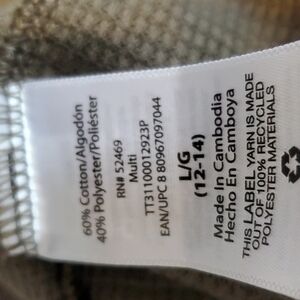 60% Cotton/Algodón
40% Polyester/Poliéster
RN# 52469
Multi
TT31100012923P
EAN/UPC 8 80967097044
L/G
(12-14)
Made In Cambodia
Hecho En Camboya
THIS LABEL YARN IS MADE
OUT OF 100% RECYCLED
POLYESTER MATERIALS